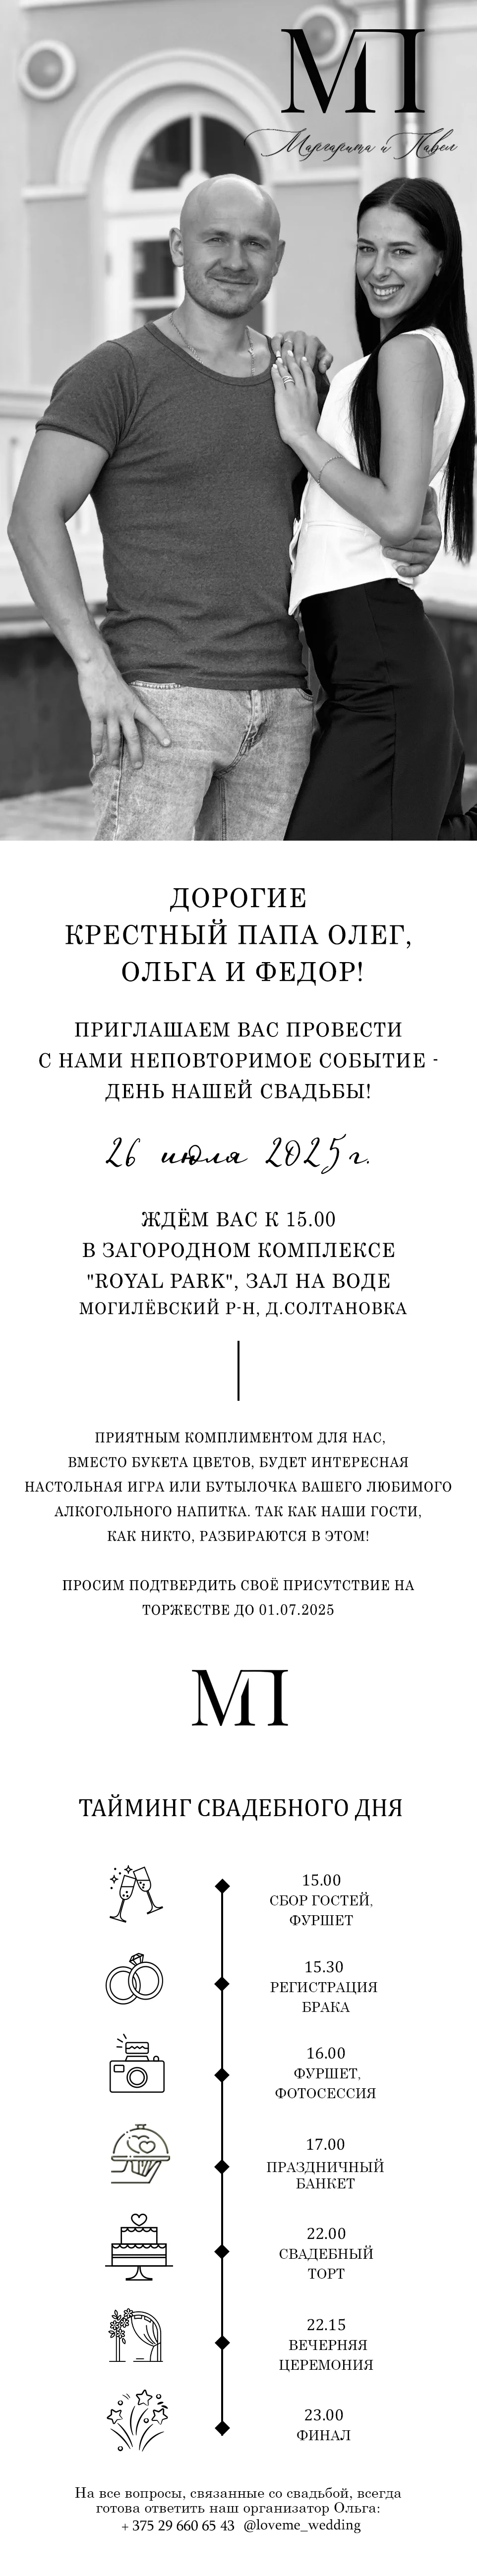 МП
Маргарита и Павел
ДОРОГИЕ
КРЕСТНЫЙ ПАПА ОЛЕГ,
ОЛЬГА И ФЕДОР!
ПРИГЛАШАЕМ ВАС ПРОВЕСТИ
С НАМИ НЕПОВТОРИМОЕ СОБЫТИЕ -
ДЕНЬ НАШЕЙ СВАДЬБЫ!
26 июля 2025г.
ЖДЁМ ВАС К 15.00
В ЗАГОРОДНОМ КОМПЛЕКСЕ
"ROYAL PARK", ЗАЛ НА ВОДЕ
МОГИЛЁВСКИЙ Р-Н, Д.СОЛТАНОВКА
ПРИЯТНЫМ КОМПЛИМЕНТОМ ДЛЯ НАС,
ВМЕСТО БУКЕТА ЦВЕТОВ, БУДЕТ ИНТЕРЕСНАЯ
НАСТОЛЬНАЯ ИГРА ИЛИ БУТЫЛОЧКА ВАШЕГО ЛЮБИМОГО
АЛКОГОЛЬНОГО НАПИТКА. ТАК КАК НАШИ ГОСТИ,
КАК НИКТО, РАЗБИРАЮТСЯ В ЭТОМ!
ПРОСИМ ПОДТВЕРДИТЬ СВОЁ ПРИСУТСТВИЕ НА
ТОРЖЕСТВЕ ДО 01.07.2025
МП
ТАЙМИНГ СВАДЕБНОГО ДНЯ
15.00
СБОР ГОСТЕЙ,
ФУРШЕТ
15.30
РЕГИСТРАЦИЯ
БРАКА
16.00
ФУРШЕТ,
ФОТОСЕССИЯ
17.00
ПРАЗДНИЧНЫЙ
БАНКЕТ
22.00
СВАДЕБНЫЙ
ТОРТ
22.15
ВЕЧЕРНЯЯ
ЦЕРЕМОНИЯ
23.00
ФИНАЛ
На все вопросы, связанные со свадьбой, всегда
готова ответить наш организатор Ольга:
+ 375 29 660 65 43 @loveme_wedding